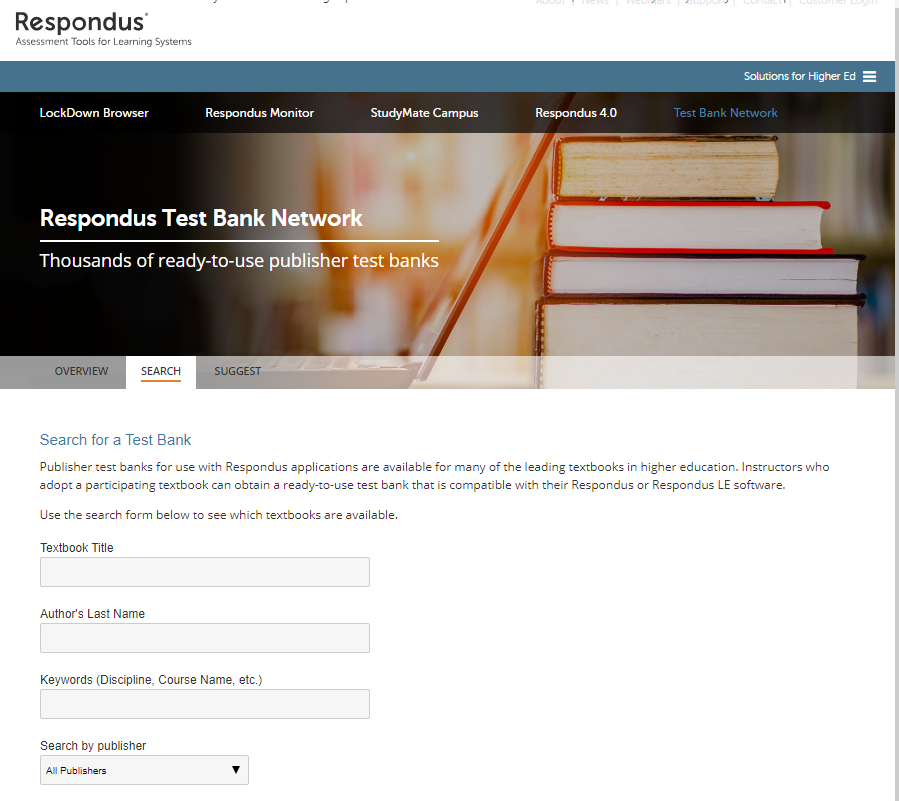 About | News | Webinars | Support | Contact | Customer Login
Respondus®
Assessment Tools for Learning Systems
Solutions for Higher Ed
LockDown Browser Respondus Monitor StudyMate Campus Respondus 4.0 Test Bank Network
Respondus Test Bank Network
Thousands of ready-to-use publisher test banks
OVERVIEW SEARCH SUGGEST
Search for a Test Bank
Publisher test banks for use with Respondus applications are available for many of the leading textbooks in higher education. Instructors who
adopt a participating textbook can obtain a ready-to-use test bank that is compatible with their Respondus or Respondus LE software.
Use the search form below to see which textbooks are available.
Textbook Title
Author's Last Name
Keywords (Discipline, Course Name, etc.)
Search by publisher
All Publishers